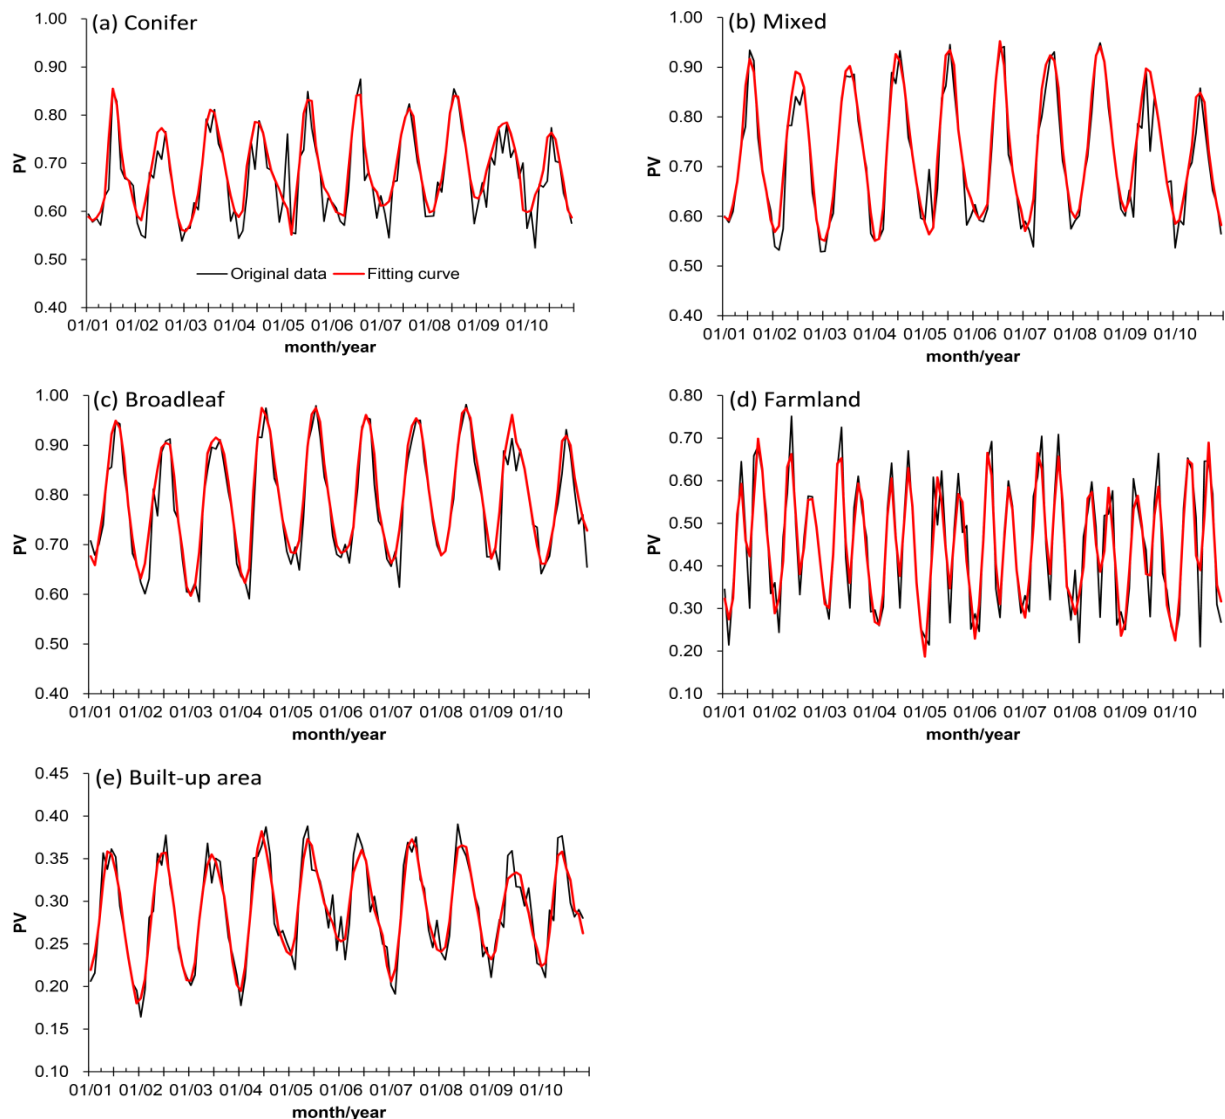 (a) Conifer
1.00
0.90
0.80
0.70
0.60
0.50
0.40
PV
Original data
Fitting curve
01/01 01/02 01/03 01/04 01/05 01/06 01/07 01/08 01/09 01/10
month/year
(b) Mixed
1.00
0.90
0.80
0.70
0.60
0.50
0.40
PV
01/01 01/02 01/03 01/04 01/05 01/06 01/07 01/08 01/09 01/10
month/year
(c) Broadleaf
1.00
0.90
0.80
0.70
0.60
0.50
0.40
PV
01/01 01/02 01/03 01/04 01/05 01/06 01/07 01/08 01/09 01/10
month/year
(d) Farmland
0.80
0.70
0.60
0.50
0.40
0.30
0.20
0.10
PV
01/01 01/02 01/03 01/04 01/05 01/06 01/07 01/08 01/09 01/10
month/year
(e) Built-up area
0.45
0.40
0.35
0.30
0.25
0.20
0.15
0.10
PV
01/01 01/02 01/03 01/04 01/05 01/06 01/07 01/08 01/09 01/10
month/year